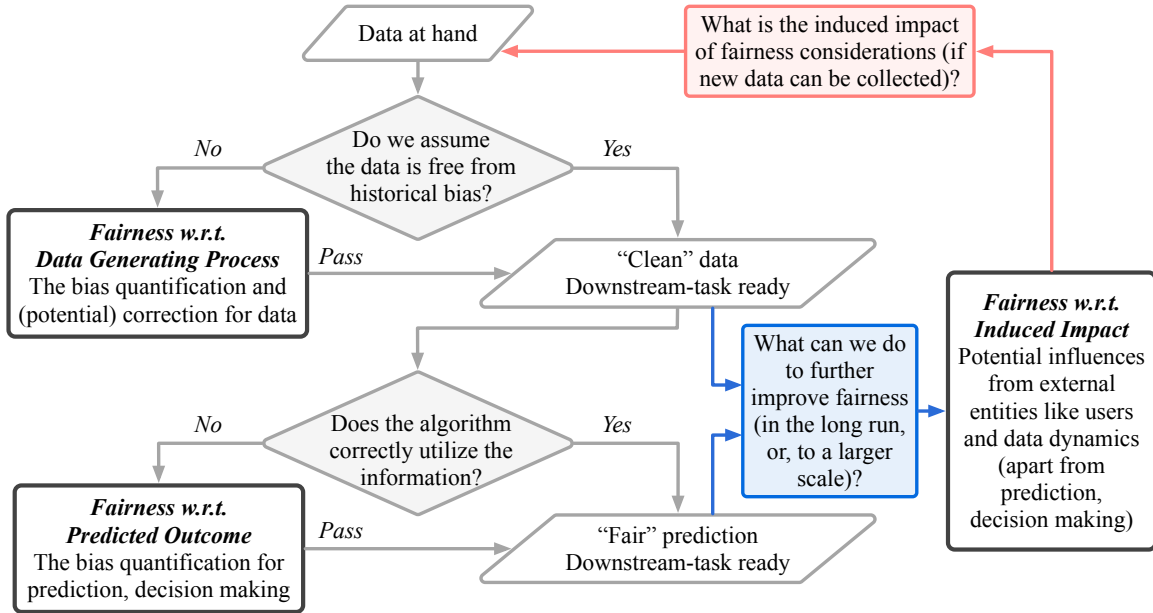 Data at hand
What is the induced impact
of fairness considerations (if
new data can be collected)?
Do we assume
the data is free from
historical bias?
No
Yes
Fairness w.r.t.
Data Generating Process
The bias quantification and
(potential) correction for data
Pass
“Clean” data
Downstream-task ready
What can we do
to further
improve fairness
(in the long run,
or, to a larger
scale)?
Fairness w.r.t.
Induced Impact
Potential influences
from external
entities like users
and data dynamics
(apart from
prediction,
decision making)
Does the algorithm
correctly utilize the
information?
No
Yes
Fairness w.r.t.
Predicted Outcome
The bias quantification for
prediction, decision making
Pass
“Fair” prediction
Downstream-task ready